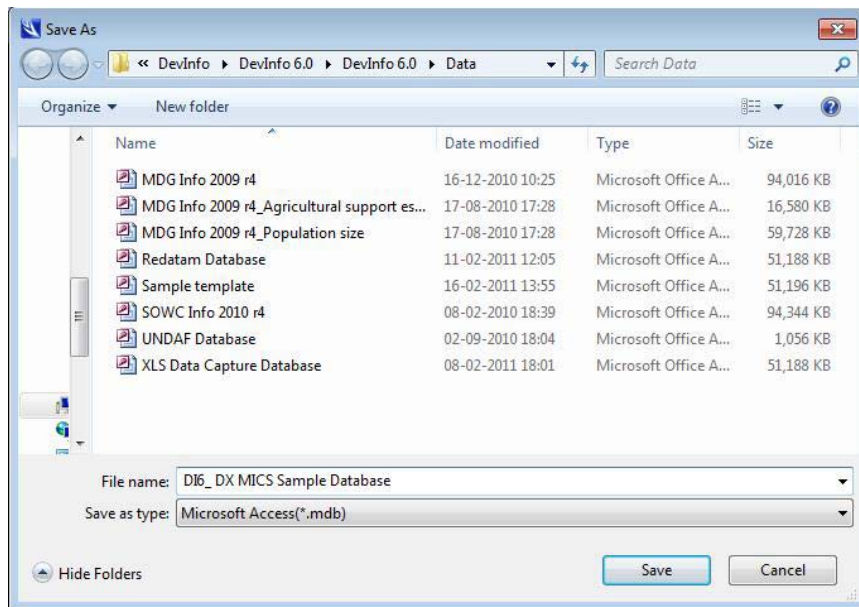 Save As
« DevInfo ▸ DevInfo 6.0 ▸ DevInfo 6.0 ▸ Data Search Data
Organize New folder
Name Date modified Type Size
MDG Info 2009 r4 16-12-2010 10:25 Microsoft Office A... 94,016 KB
MDG Info 2009 r4_Agricultural support es... 17-08-2010 17:28 Microsoft Office A... 16,580 KB
MDG Info 2009 r4_Population size 17-08-2010 17:28 Microsoft Office A... 59,728 KB
Redatam Database 11-02-2011 12:05 Microsoft Office A... 51,188 KB
Sample template 16-02-2011 13:55 Microsoft Office A... 51,196 KB
SOWC Info 2010 r4 08-02-2010 18:39 Microsoft Office A... 94,344 KB
UNDAF Database 02-09-2010 18:04 Microsoft Office A... 1,056 KB
XLS Data Capture Database 08-02-2011 18:01 Microsoft Office A... 51,188 KB
File name: DI6_ DX MICS Sample Database
Save as type: Microsoft Access(*.mdb)
Hide Folders Save Cancel